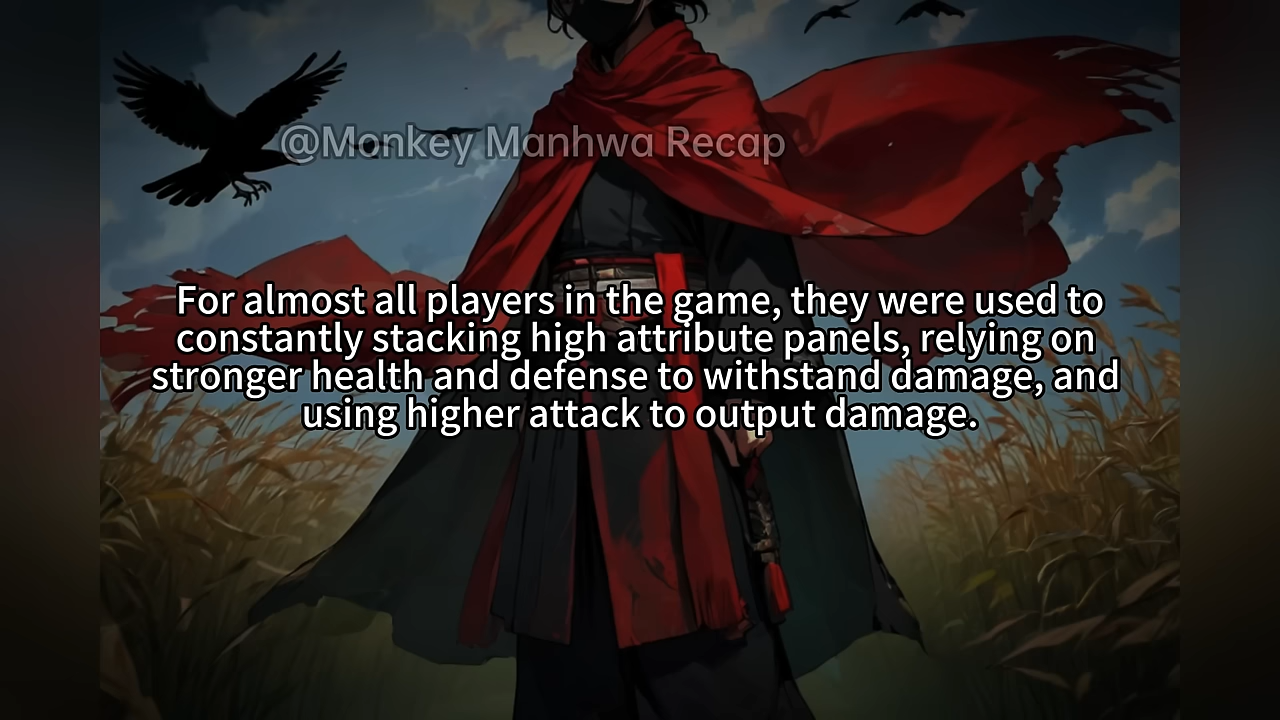 @Monkey Manhwa Recap
For almost all players in the game, they were used to
constantly stacking high attribute panels, relying on
stronger health and defense to withstand damage, and
using higher attack to output damage.